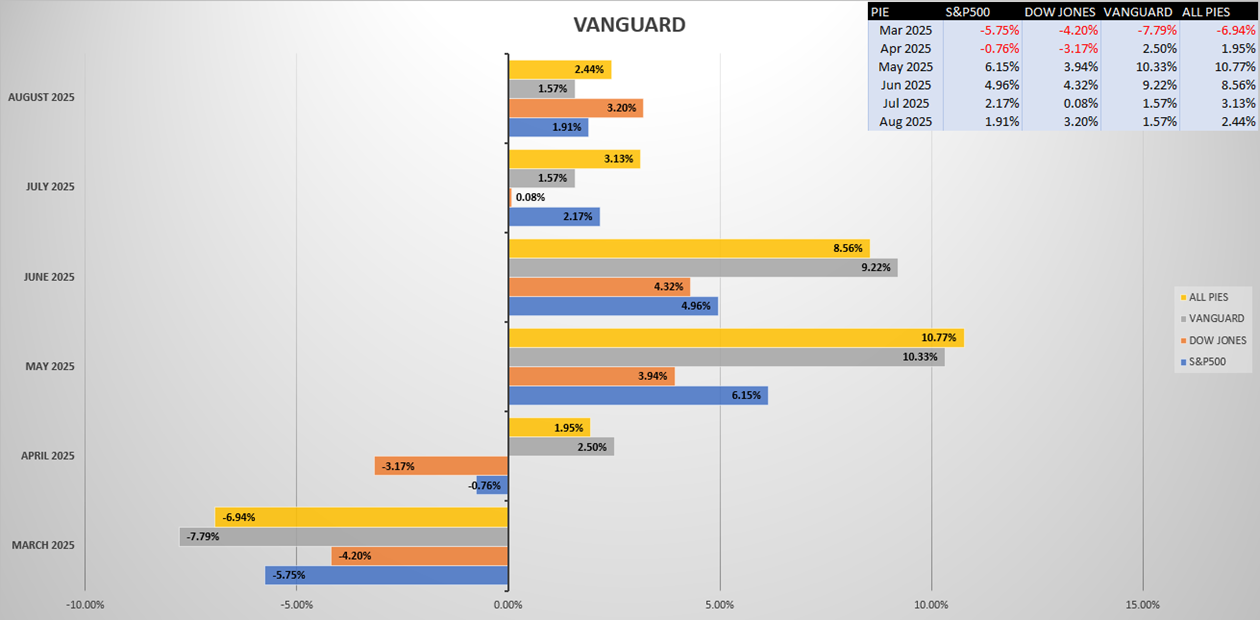 VANGUARD
PIE S&P500 DOW JONES VANGUARD ALL PIES
Mar 2025 -5.75% -4.20% -7.79% -6.94%
Apr 2025 -0.76% -3.17% 2.50% 1.95%
May 2025 6.15% 3.94% 10.33% 10.77%
Jun 2025 4.96% 4.32% 9.22% 8.56%
Jul 2025 2.17% 0.08% 1.57% 3.13%
Aug 2025 1.91% 3.20% 1.57% 2.44%
AUGUST 2025
2.44%
1.57%
3.20%
1.91%
JULY 2025
3.13%
1.57%
0.08%
2.17%
JUNE 2025
8.56%
9.22%
4.32%
4.96%
MAY 2025
10.77%
10.33%
3.94%
6.15%
APRIL 2025
1.95%
2.50%
-3.17%
-0.76%
MARCH 2025
-6.94%
-7.79%
-4.20%
-5.75%
ALL PIES
VANGUARD
DOW JONES
S&P500
-10.00% -5.00% 0.00% 5.00% 10.00% 15.00%